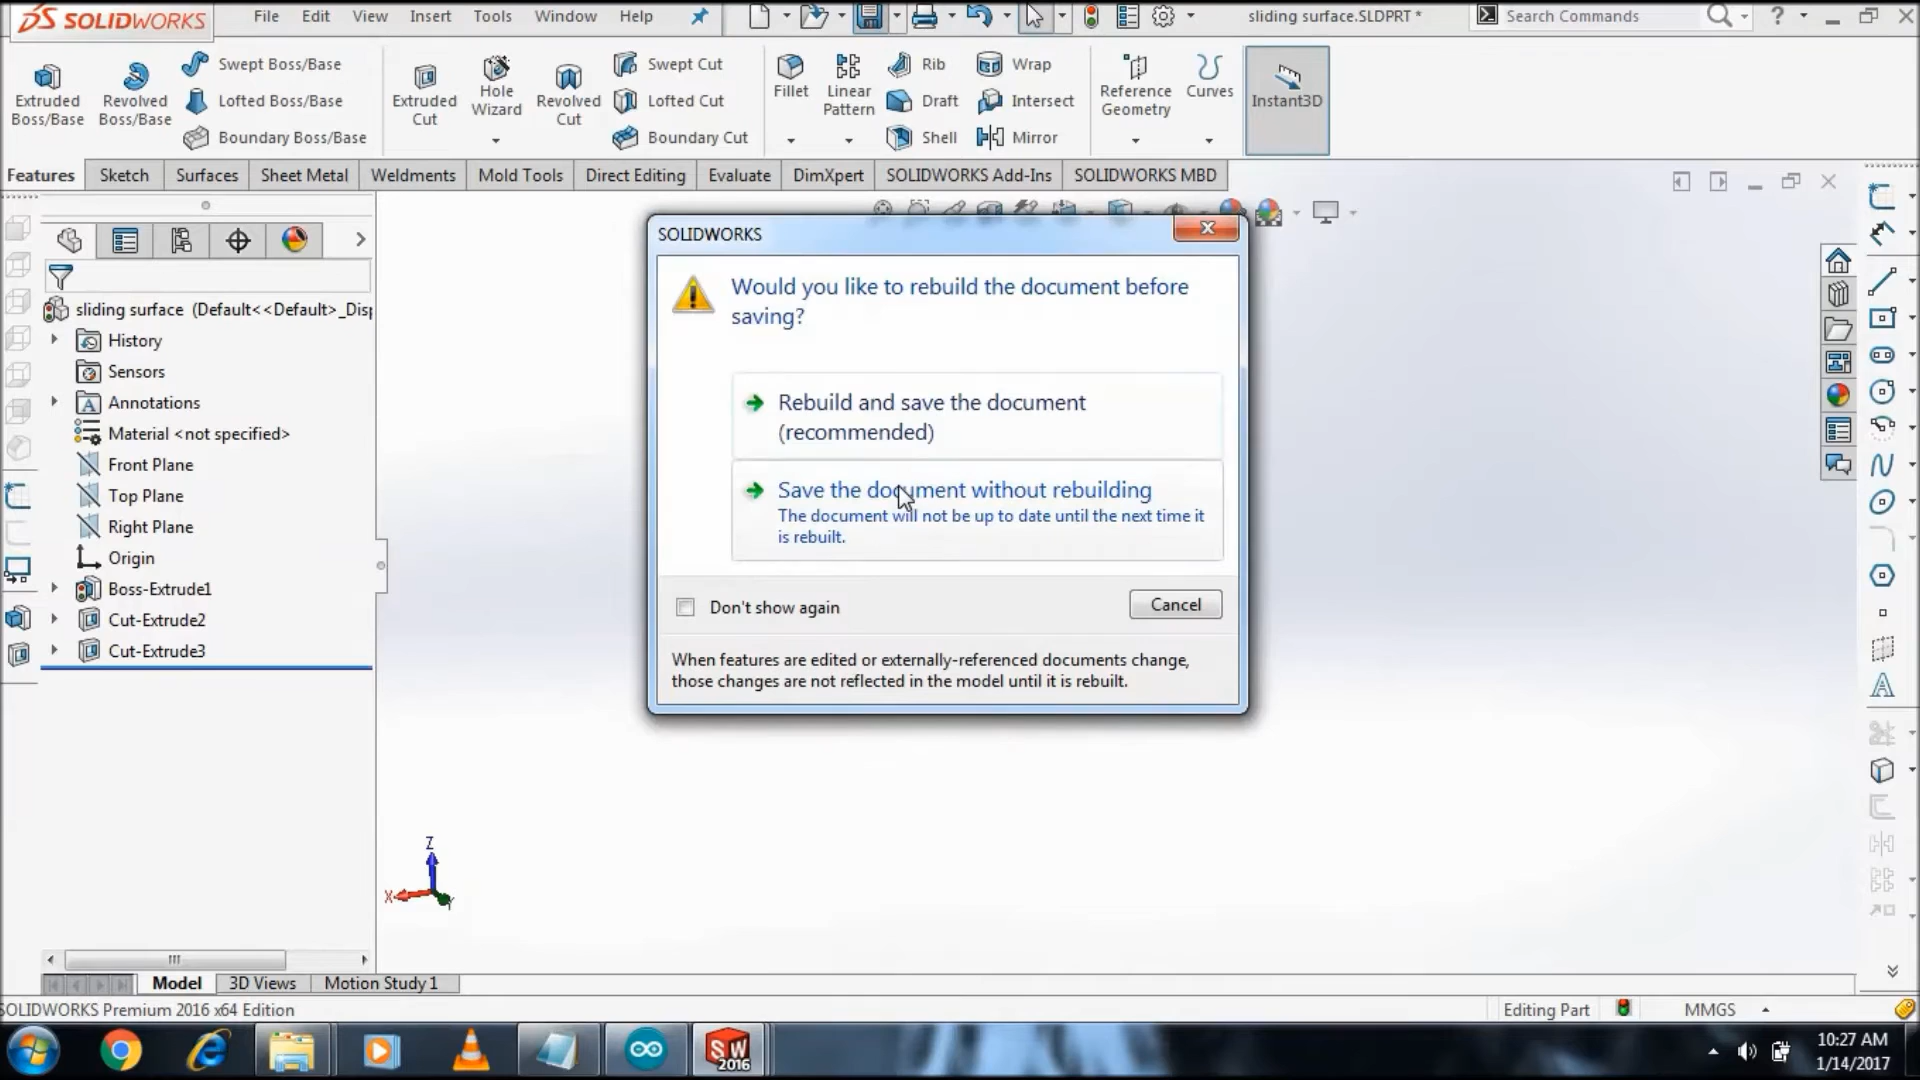 SOLIDWORKS
File Edit View Insert Tools Window Help
sliding surface.SLDPRT *
Search Commands
?
Extruded Boss/Base
Revolved Boss/Base
Swept Boss/Base
Lofted Boss/Base
Boundary Boss/Base
Extruded Cut
Hole Wizard
Revolved Cut
Swept Cut
Lofted Cut
Boundary Cut
Fillet
Linear Pattern
Rib
Draft
Shell
Wrap
Intersect
Mirror
Reference Geometry
Curves
Instant3D
Features Sketch Surfaces Sheet Metal Weldments Mold Tools Direct Editing Evaluate DimXpert SOLIDWORKS Add-Ins SOLIDWORKS MBD
sliding surface (Default<<Default>_Disp
History
Sensors
Annotations
Material <not specified>
Front Plane
Top Plane
Right Plane
Origin
Boss-Extrude1
Cut-Extrude2
Cut-Extrude3
SOLIDWORKS
Would you like to rebuild the document before
saving?
Rebuild and save the document
(recommended)
Save the document without rebuilding
The document will not be up to date until the next time it
is rebuilt.
Don't show again
Cancel
When features are edited or externally-referenced documents change,
those changes are not reflected in the model until it is rebuilt.
Z
X
Y
Model 3D Views Motion Study 1
SOLIDWORKS Premium 2016 x64 Edition
Editing Part
MMGS
SW
2016
10:27 AM
1/14/2017